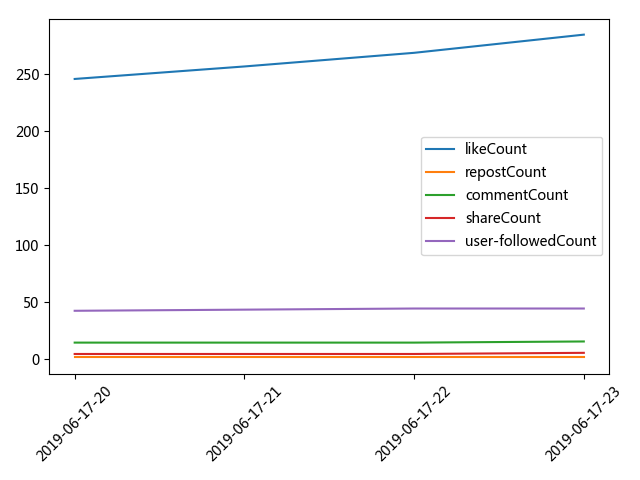 250
200
150
100
50
0
likeCount
repostCount
commentCount
shareCount
user-followedCount
2019-06-17-20
2019-06-17-21
2019-06-17-22
2019-06-17-23